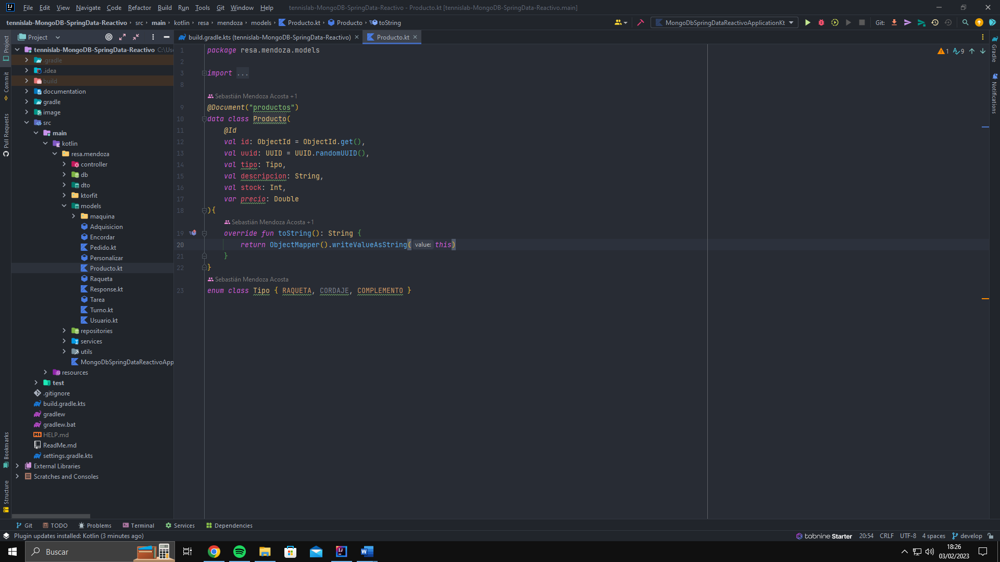 File Edit View Navigate Code Refactor Build Run Tools Git Window Help tennislab-MongoDB-SpringData-Reactivo - Producto.kt [tennislab-MongoDB-SpringData-Reactivo.main]
tennislab-MongoDB-SpringData-Reactivo src main kotlin resa mendoza models Producto.kt Producto toString MongoDbSpringDataReactivoApplicationKt Git:
Project build.gradle.kts (tennislab-MongoDB-SpringData-Reactivo) Producto.kt
Project
Commit
Pull Requests
Bookmarks
Structure
tennislab-MongoDB-SpringData-Reactivo C:\Use
.gradle
.idea
build
documentation
gradle
image
src
main
kotlin
resa.mendoza
controller
db
dto
ktorfit
models
maquina
Adquisicion
Encordar
Pedido.kt
Personalizar
Producto.kt
Raqueta
Response.kt
Tarea
Turno.kt
Usuario.kt
repositories
services
utils
MongoDbSpringDataReactivoApp
resources
test
.gitignore
build.gradle.kts
gradlew
gradlew.bat
HELP.md
ReadMe.md
settings.gradle.kts
External Libraries
Scratches and Consoles
1 package resa.mendoza.models
2
3 import ...
8
Sebastián Mendoza Acosta +1
9 @Document("productos")
10 data class Producto(
11 @Id
12 val id: ObjectId = ObjectId.get(),
13 val uuid: UUID = UUID.randomUUID(),
14 val tipo: Tipo,
15 val descripcion: String,
16 val stock: Int,
17 var precio: Double
18 ){
Sebastián Mendoza Acosta +1
19 override fun toString(): String {
20 return ObjectMapper().writeValueAsString( value: this)
21 }
22 }
Sebastián Mendoza Acosta
23 enum class Tipo { RAQUETA, CORDAJE, COMPLEMENTO }
1 9
Gradle
Notifications
Git TODO Problems Terminal Services Dependencies
Plugin updates installed: Kotlin (3 minutes ago) tabnine Starter 20:54 CRLF UTF-8 4 spaces develop
Buscar
18:26
03/02/2023